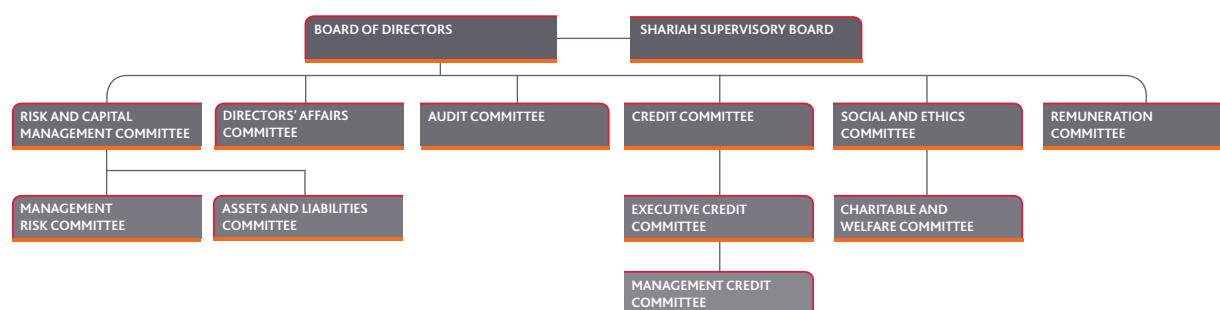 BOARD OF DIRECTORS
SHARIAH SUPERVISORY BOARD
RISK AND CAPITAL
MANAGEMENT COMMITTEE
DIRECTORS' AFFAIRS
COMMITTEE
AUDIT COMMITTEE
CREDIT COMMITTEE
SOCIAL AND ETHICS
COMMITTEE
REMUNERATION
COMMITTEE
MANAGEMENT
RISK COMMITTEE
ASSETS AND LIABILITIES
COMMITTEE
EXECUTIVE CREDIT
COMMITTEE
CHARITABLE AND
WELFARE COMMITTEE
MANAGEMENT CREDIT
COMMITTEE